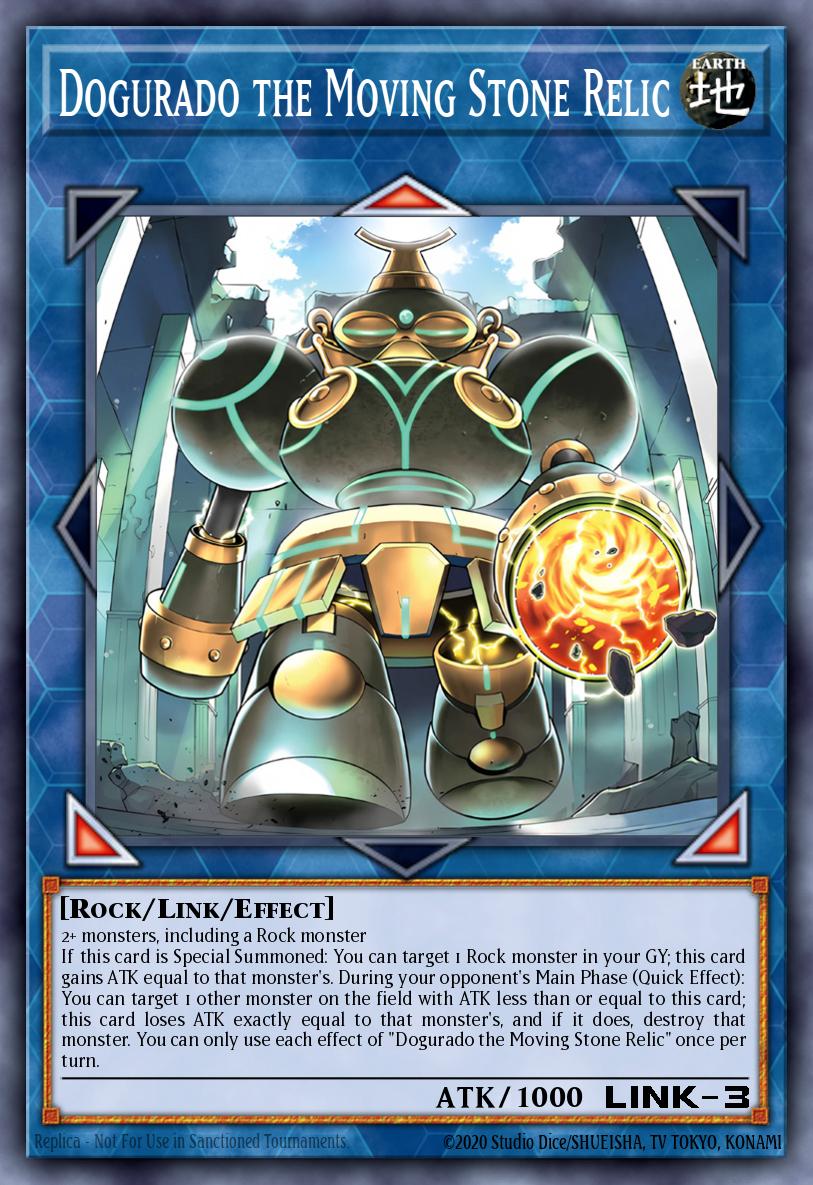 Dogurado the Moving Stone Relic
EARTH
地
[Rock/Link/Effect]
2+ monsters, including a Rock monster
If this card is Special Summoned: You can target 1 Rock monster in your GY; this card
gains ATK equal to that monster's. During your opponent's Main Phase (Quick Effect):
You can target 1 other monster on the field with ATK less than or equal to this card;
this card loses ATK exactly equal to that monster's, and if it does, destroy that
monster. You can only use each effect of "Dogurado the Moving Stone Relic" once per
turn.
ATK/1000 LINK-3
Replica - Not For Use in Sanctioned Tournaments.
©2020 Studio Dice/SHUEISHA, TV TOKYO, KONAMI